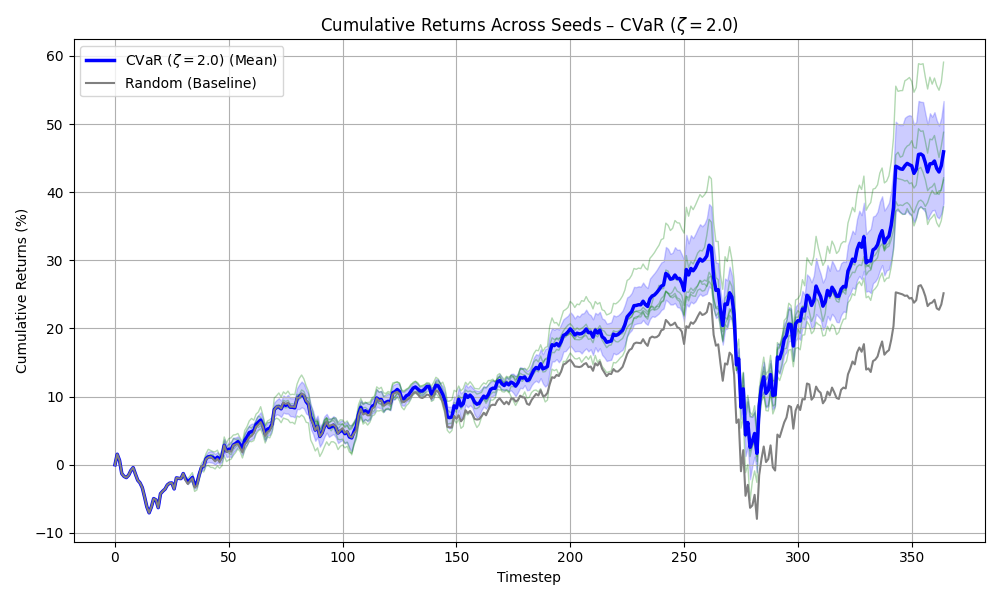 Cumulative Returns Across Seeds – CVaR (ζ = 2.0)
CVaR (ζ = 2.0) (Mean)
Random (Baseline)
Cumulative Returns (%)
60
50
40
30
20
10
0
−10
0 50 100 150 200 250 300 350
Timestep